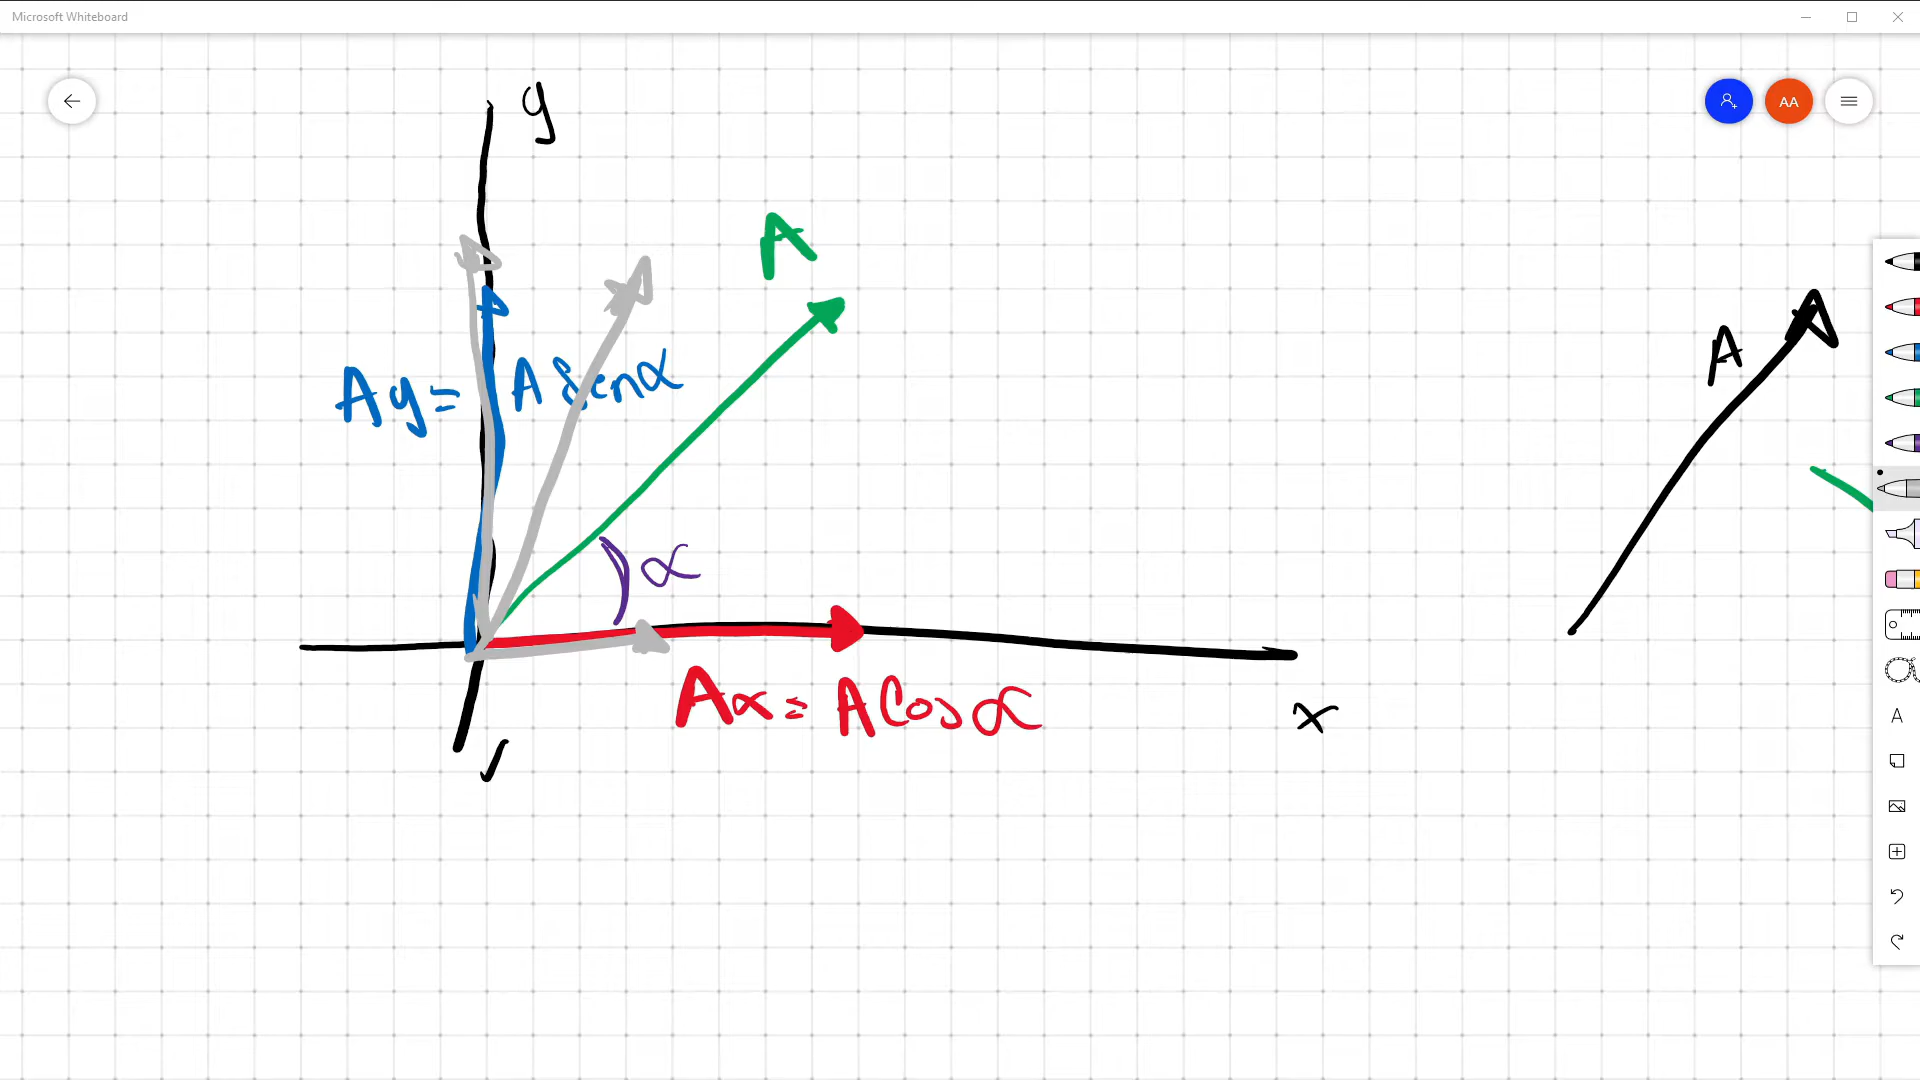 Microsoft Whiteboard
y
AA
A
A
Ay = A Sen α
α
Ax = A Cos α
x
A